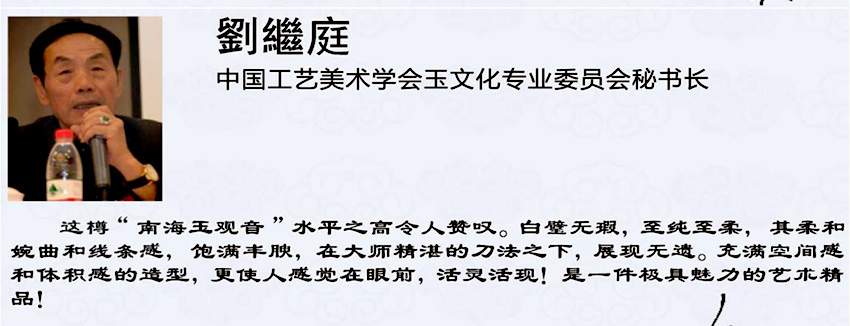 劉繼庭
中国工艺美术学会玉文化专业委员会秘书长
这樽“南海玉观音”水平之高令人赞叹。白璧无瑕，至纯至柔，其柔和
婉曲和线条感，饱满丰腴，在大师精湛的刀法之下，展现无遗。充满空间感
和体积感的造型，更使人感觉在眼前，活灵活现！是一件极具魅力的艺术精
品！